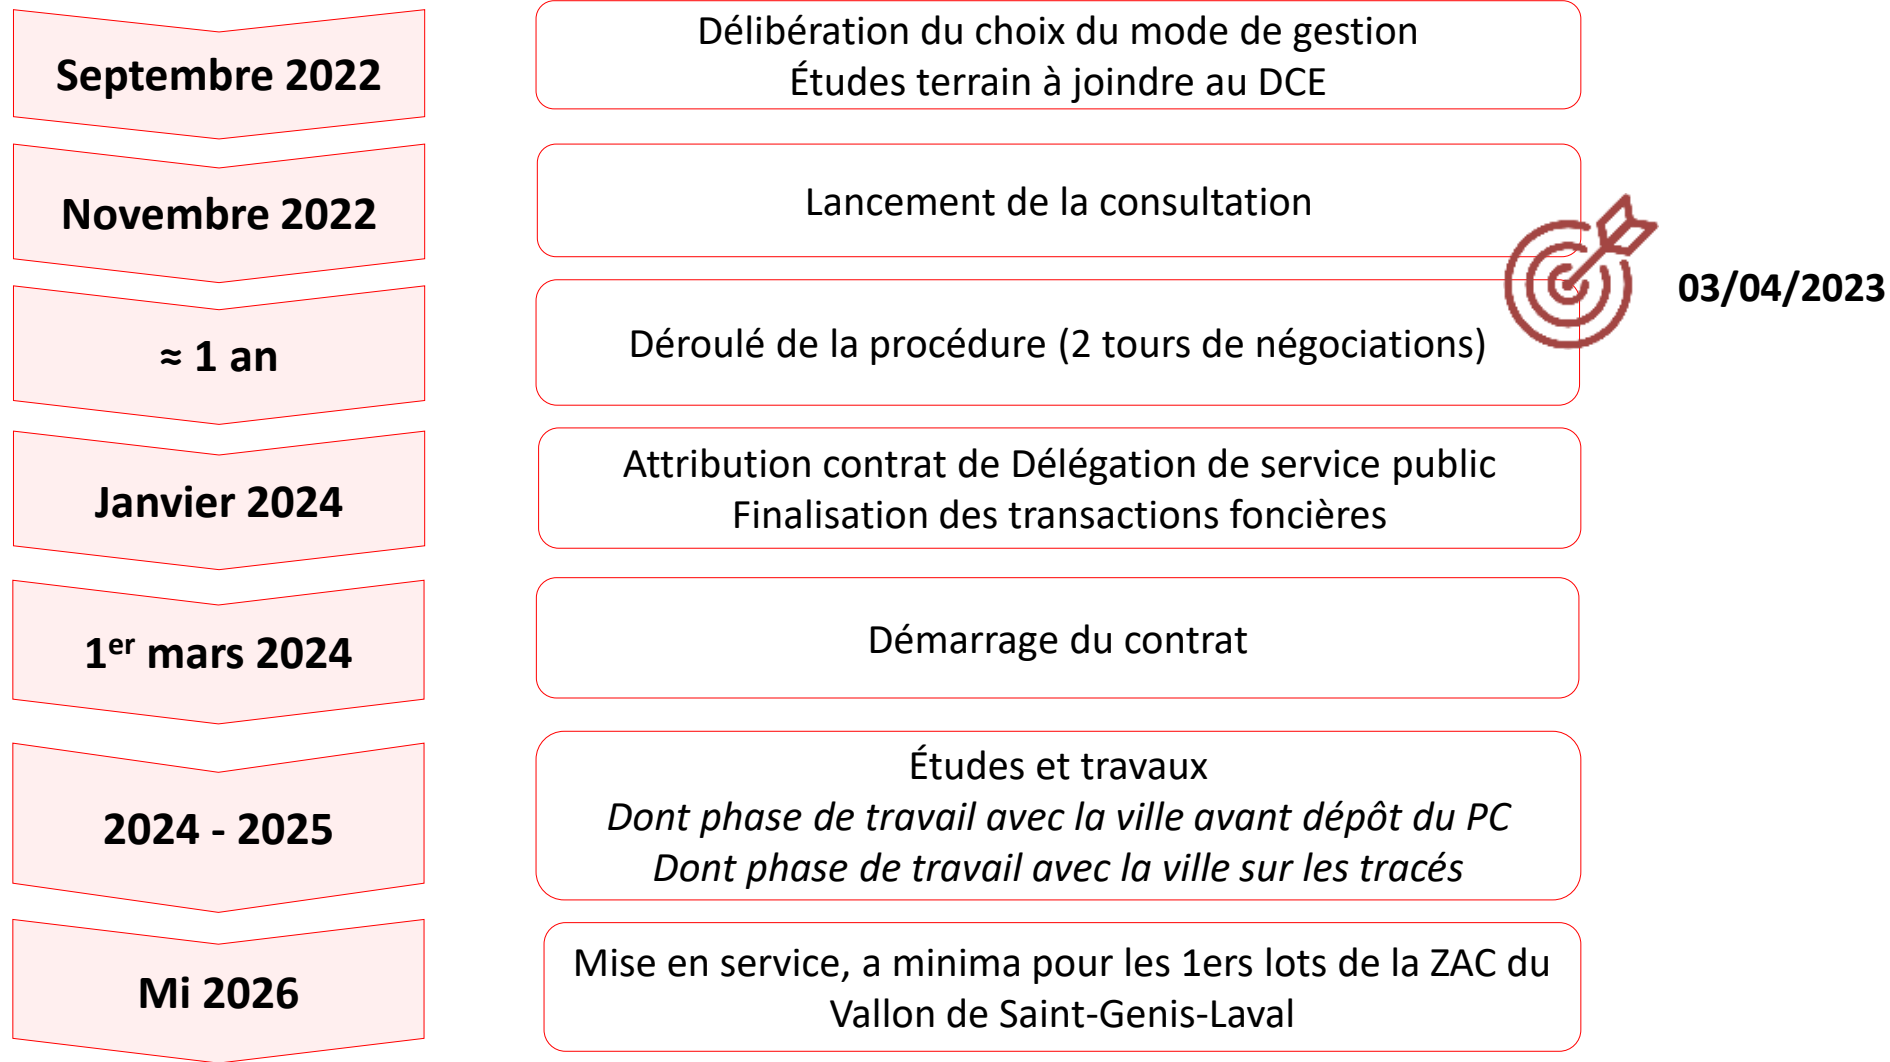 Septembre 2022
Délibération du choix du mode de gestion
Études terrain à joindre au DCE
Novembre 2022
Lancement de la consultation
03/04/2023
≈ 1 an
Déroulé de la procédure (2 tours de négociations)
Janvier 2024
Attribution contrat de Délégation de service public
Finalisation des transactions foncières
1er mars 2024
Démarrage du contrat
2024 - 2025
Études et travaux
Dont phase de travail avec la ville avant dépôt du PC
Dont phase de travail avec la ville sur les tracés
Mi 2026
Mise en service, a minima pour les 1ers lots de la ZAC du
Vallon de Saint-Genis-Laval